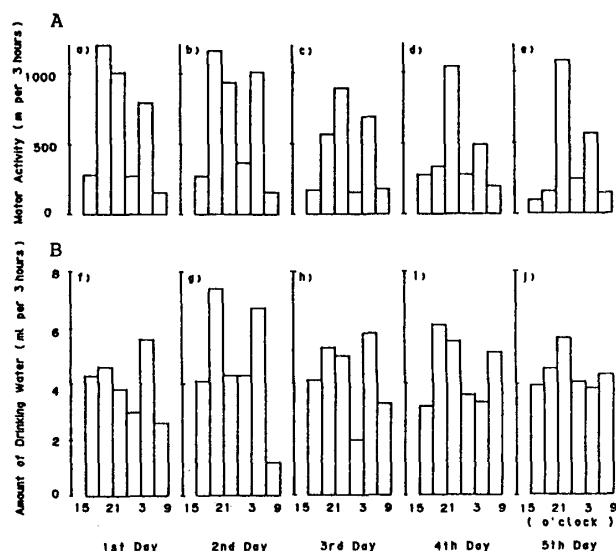 A
Motor Activity (m per 3 hours)
1000
500
0
a)
b)
c)
d)
e)
B
Amount of Drinking Water (ml per 3 hours)
8
6
4
2
0
f)
g)
h)
i)
j)
15 21 3 9
15 21 3 9
15 21 3 9
15 21 3 9
15 21 3 9
(o'clock)
1st Day 2nd Day 3rd Day 4th Day 5th Day